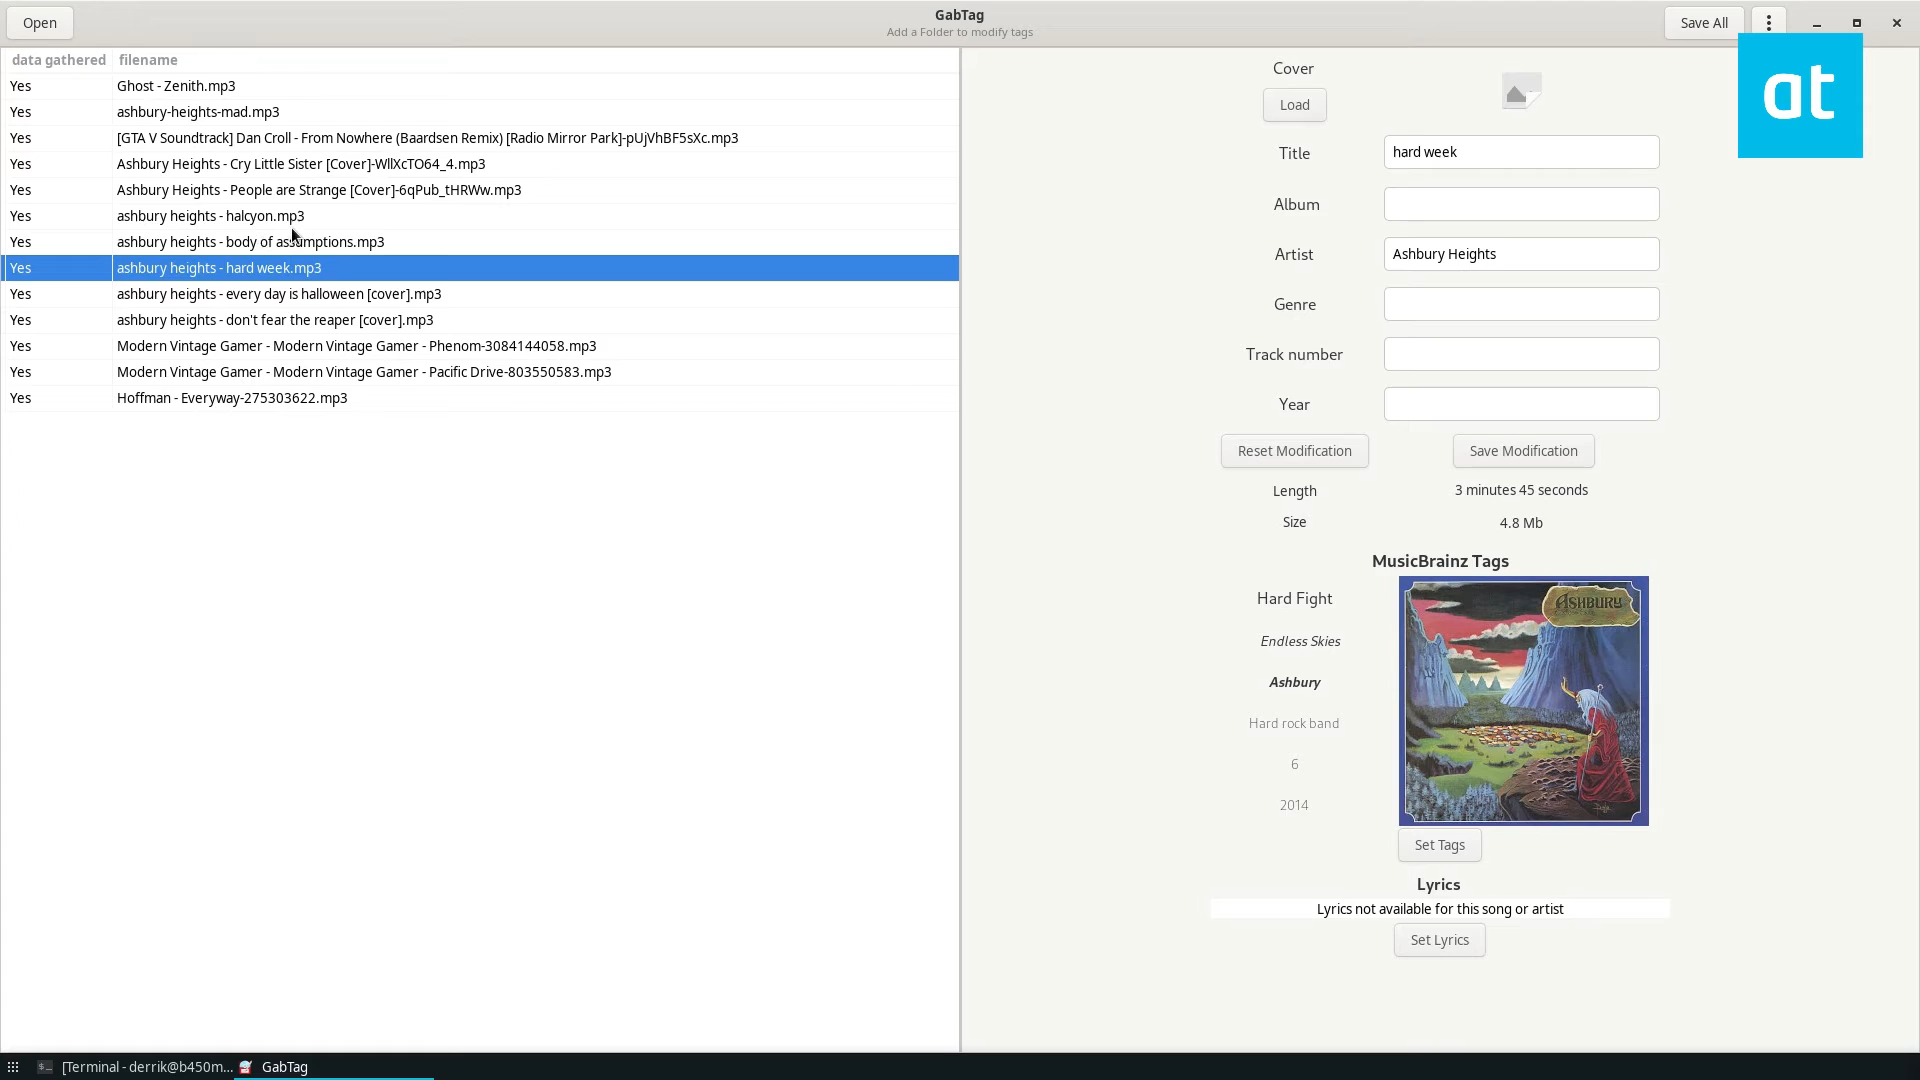 Open
GabTag
Add a Folder to modify tags
Save All
at
data gathered filename
Yes Ghost - Zenith.mp3
Yes ashbury-heights-mad.mp3
Yes [GTA V Soundtrack] Dan Croll - From Nowhere (Baardsen Remix) [Radio Mirror Park]-pUjVhBF5sXc.mp3
Yes Ashbury Heights - Cry Little Sister [Cover]-WllXcTO64_4.mp3
Yes Ashbury Heights - People are Strange [Cover]-6qPub_tHRWw.mp3
Yes ashbury heights - halcyon.mp3
Yes ashbury heights - body of assumptions.mp3
Yes ashbury heights - hard week.mp3
Yes ashbury heights - every day is halloween [cover].mp3
Yes ashbury heights - don't fear the reaper [cover].mp3
Yes Modern Vintage Gamer - Modern Vintage Gamer - Phenom-3084144058.mp3
Yes Modern Vintage Gamer - Modern Vintage Gamer - Pacific Drive-803550583.mp3
Yes Hoffman - Everyway-275303622.mp3
Cover
Load
Title hard week
Album
Artist Ashbury Heights
Genre
Track number
Year
Reset Modification Save Modification
Length 3 minutes 45 seconds
Size 4.8 Mb
MusicBrainz Tags
Hard Fight
Endless Skies
Ashbury
Hard rock band
6
2014
ASHBURY
Set Tags
Lyrics
Lyrics not available for this song or artist
Set Lyrics
[Terminal - derrik@b450m... GabTag